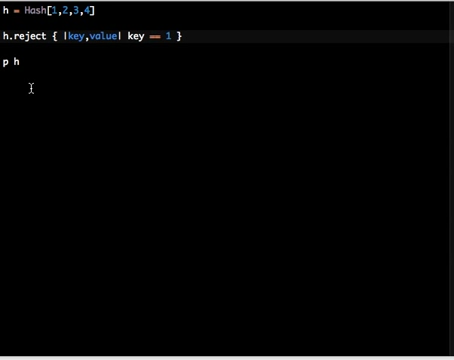 h = Hash[1,2,3,4]
h.reject { |key,value| key == 1 }
p h